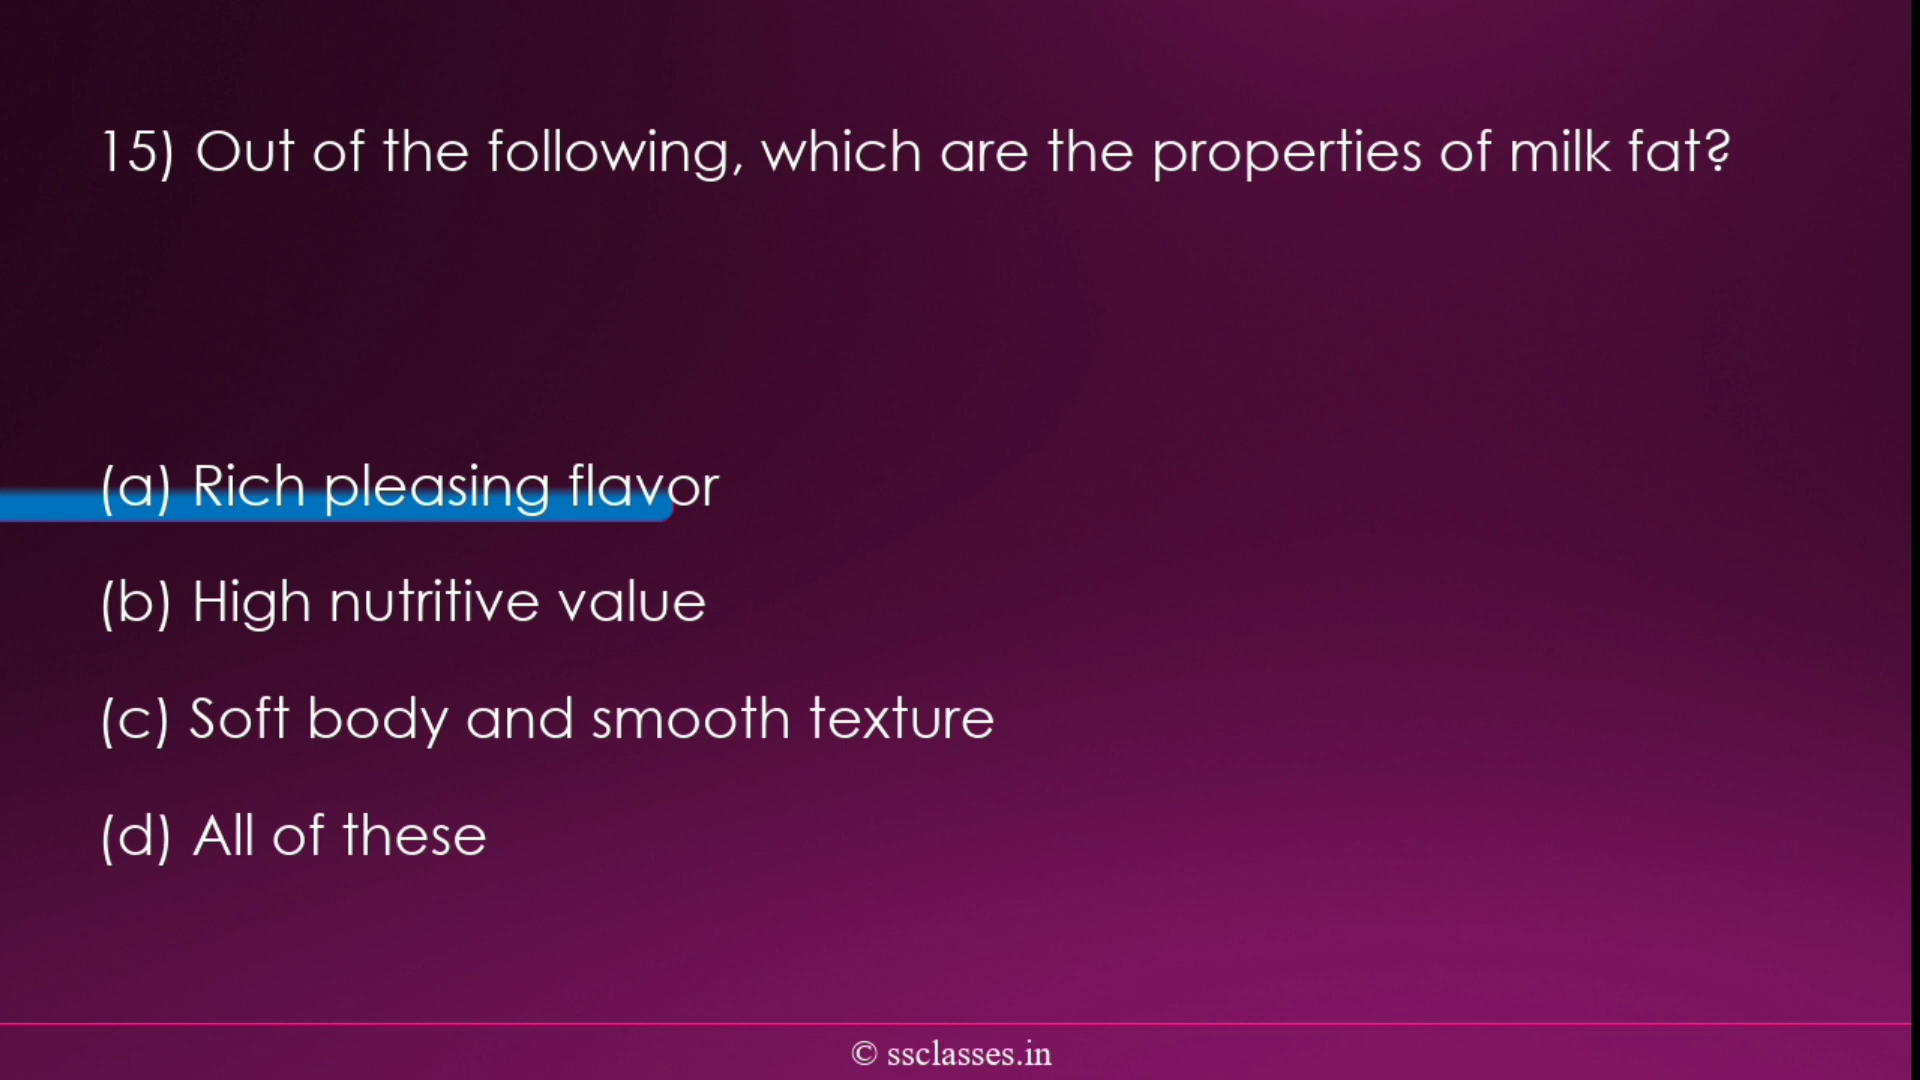 15) Out of the following, which are the properties of milk fat?
(a) Rich pleasing flavor
(b) High nutritive value
(c) Soft body and smooth texture
(d) All of these
© ssclasses.in